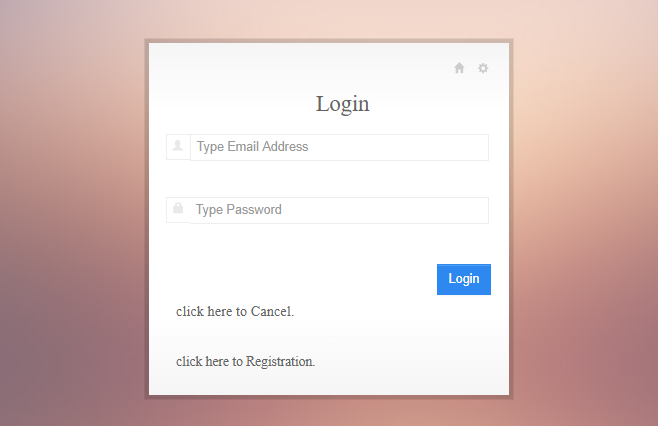 Login
Type Email Address
Type Password
Login
click here to Cancel.
click here to Registration.